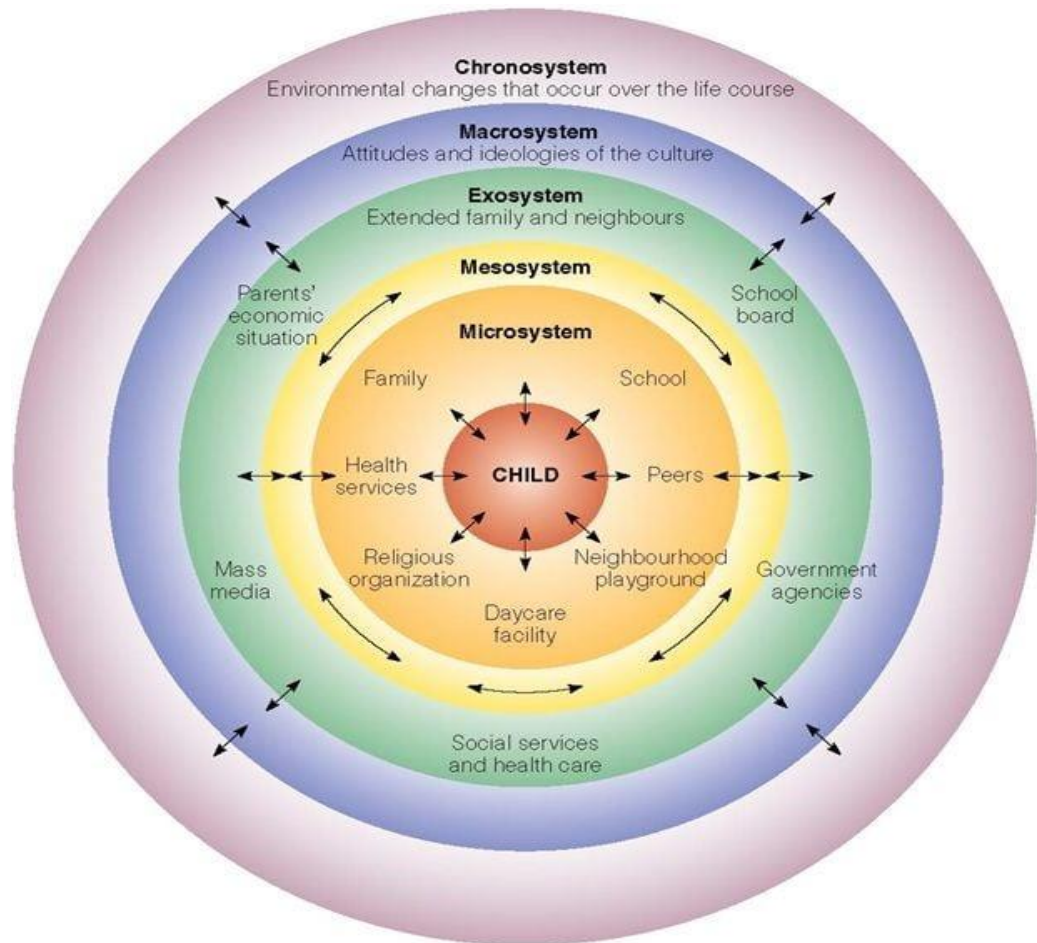 Chronosystem
Environmental changes that occur over the life course
Macrosystem
Attitudes and ideologies of the culture
Exosystem
Extended family and neighbours
Mesosystem
Parents'
economic
situation
School
board
Microsystem
Family
School
Health
services
CHILD
Peers
Religious
organization
Neighbourhood
playground
Mass
media
Government
agencies
Daycare
facility
Social services
and health care